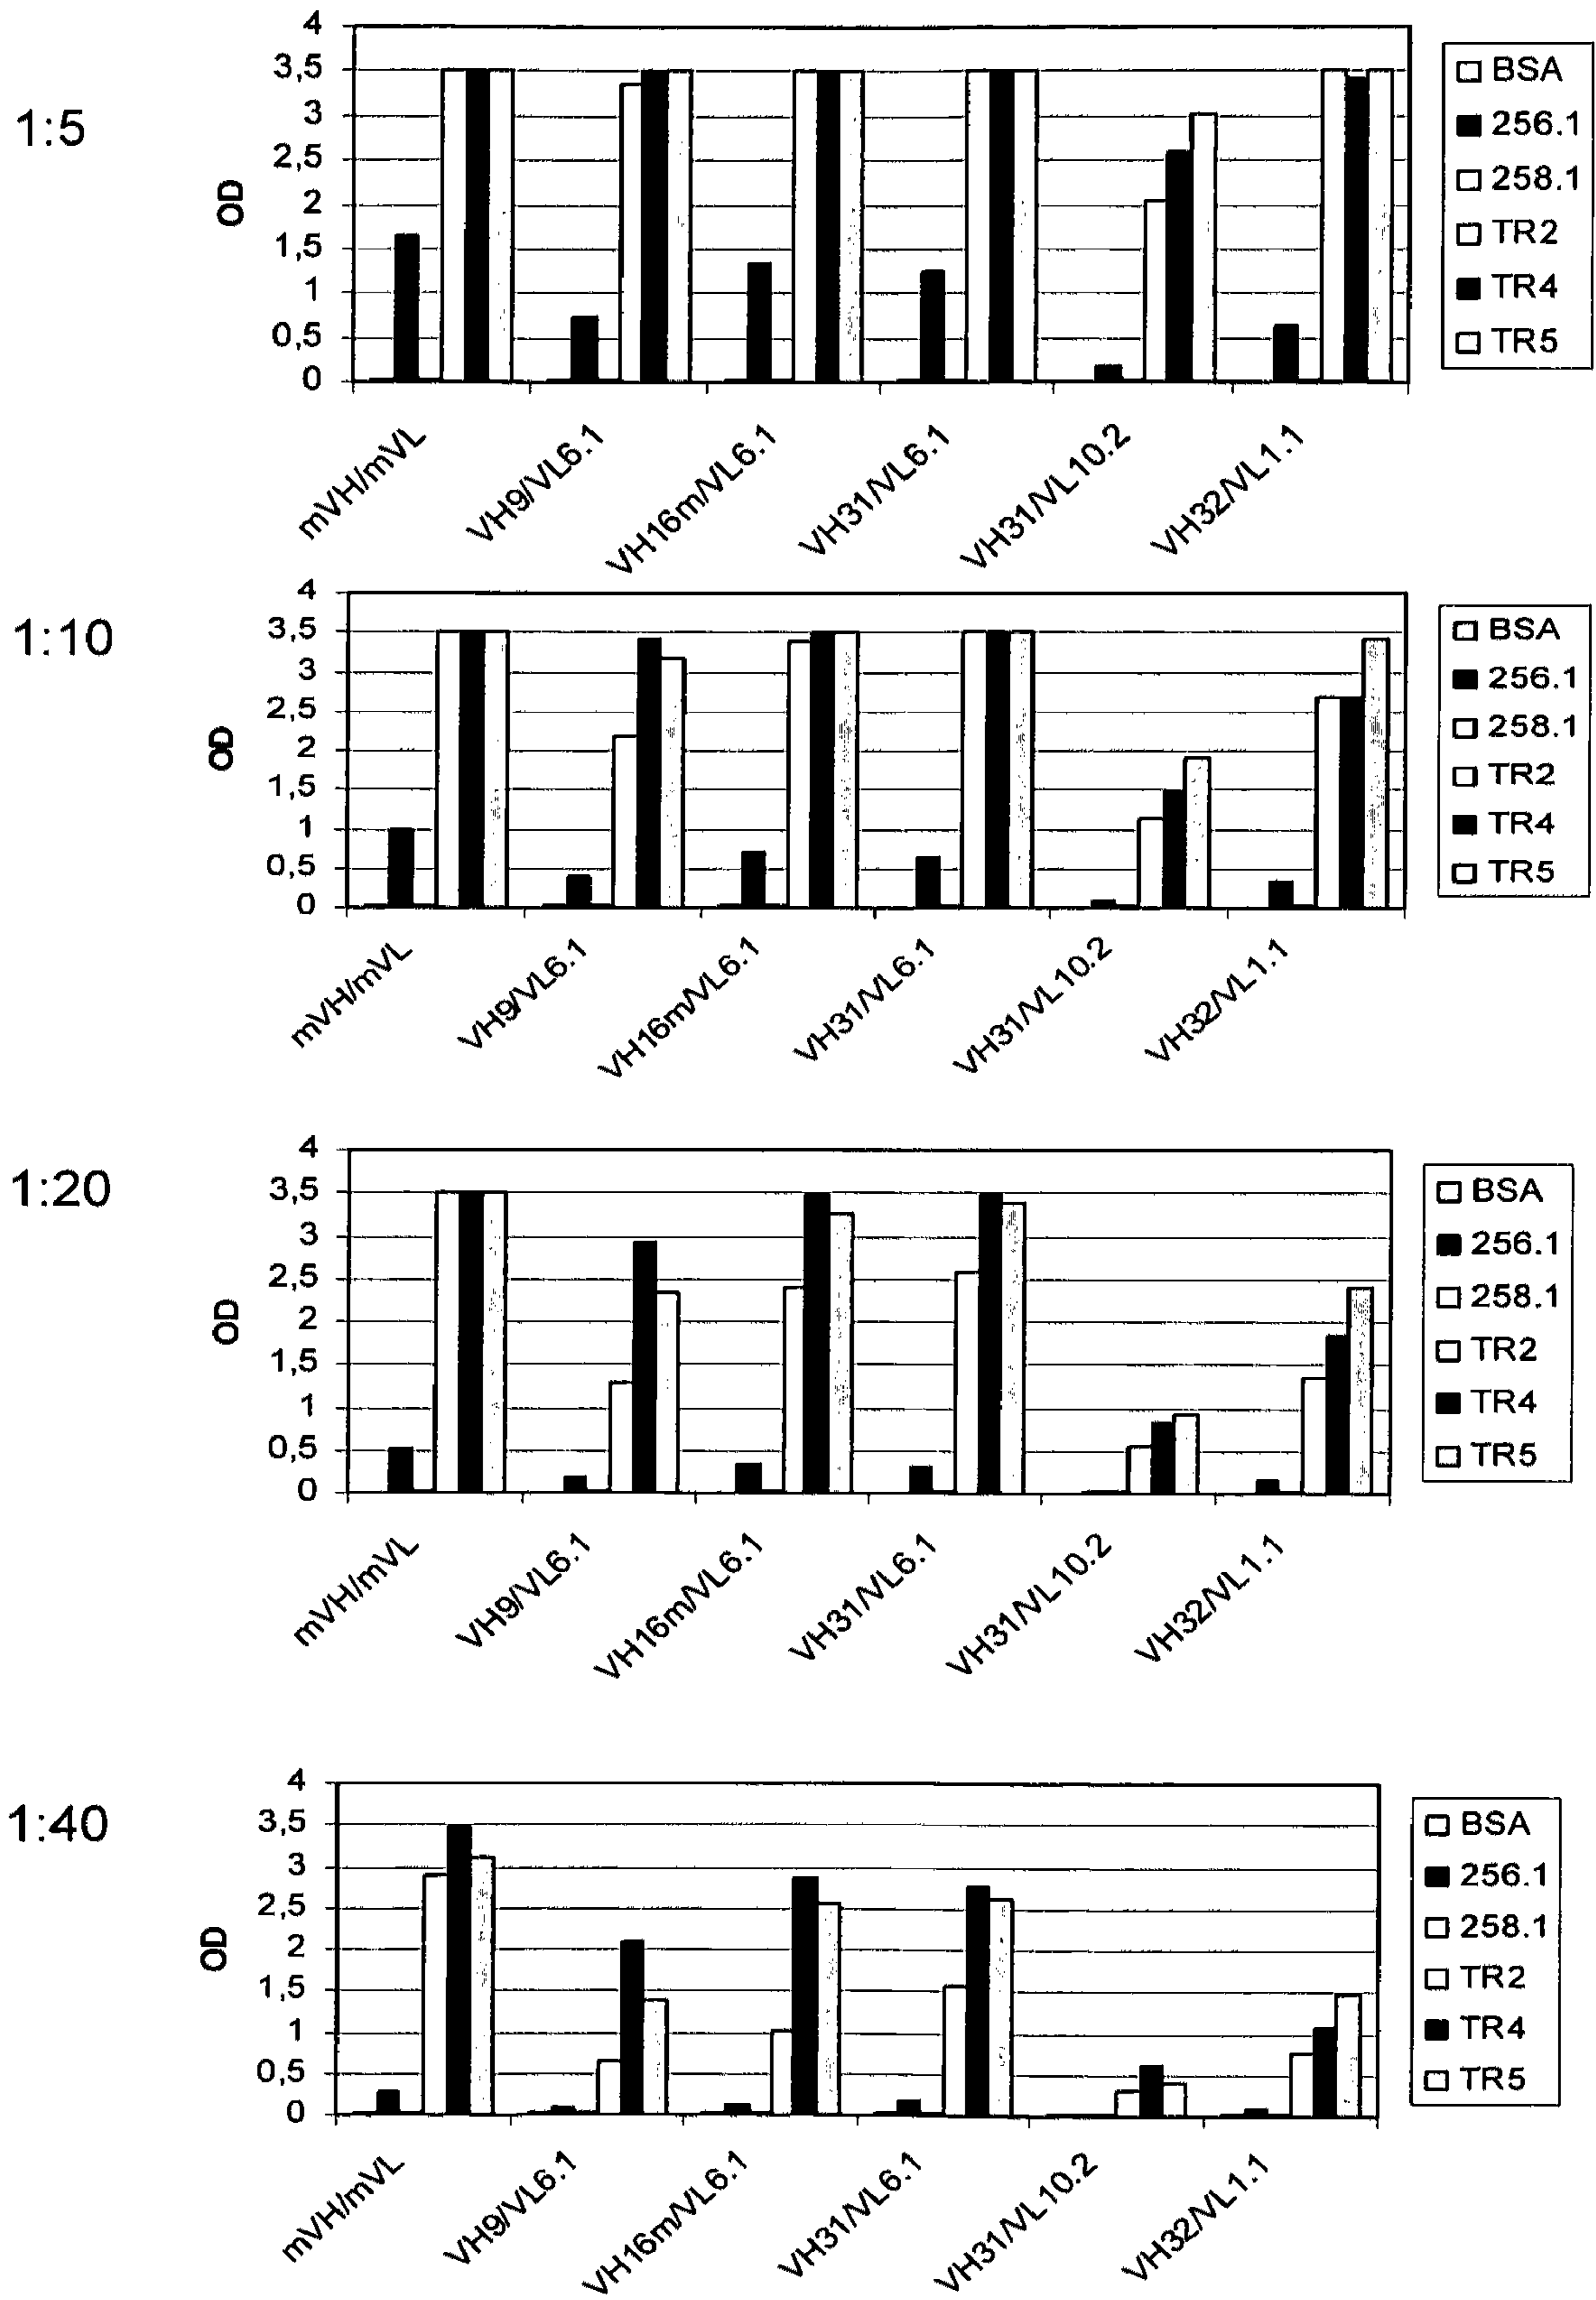 1:5
OD
4
3,5
3
2,5
2
1,5
1
0,5
0
mVH/mVL
VH9/VL6.1
VH16m/VL6.1
VH31/VL6.1
VH31/VL10.2
VH32/VL1.1
BSA
256.1
258.1
TR2
TR4
TR5
1:10
OD
4
3,5
3
2,5
2
1,5
1
0,5
0
mVH/mVL
VH9/VL6.1
VH16m/VL6.1
VH31/VL6.1
VH31/VL10.2
VH32/VL1.1
BSA
256.1
258.1
TR2
TR4
TR5
1:20
OD
4
3,5
3
2,5
2
1,5
1
0,5
0
mVH/mVL
VH9/VL6.1
VH16m/VL6.1
VH31/VL6.1
VH31/VL10.2
VH32/VL1.1
BSA
256.1
258.1
TR2
TR4
TR5
1:40
OD
4
3,5
3
2,5
2
1,5
1
0,5
0
mVH/mVL
VH9/VL6.1
VH16m/VL6.1
VH31/VL6.1
VH31/VL10.2
VH32/VL1.1
BSA
256.1
258.1
TR2
TR4
TR5